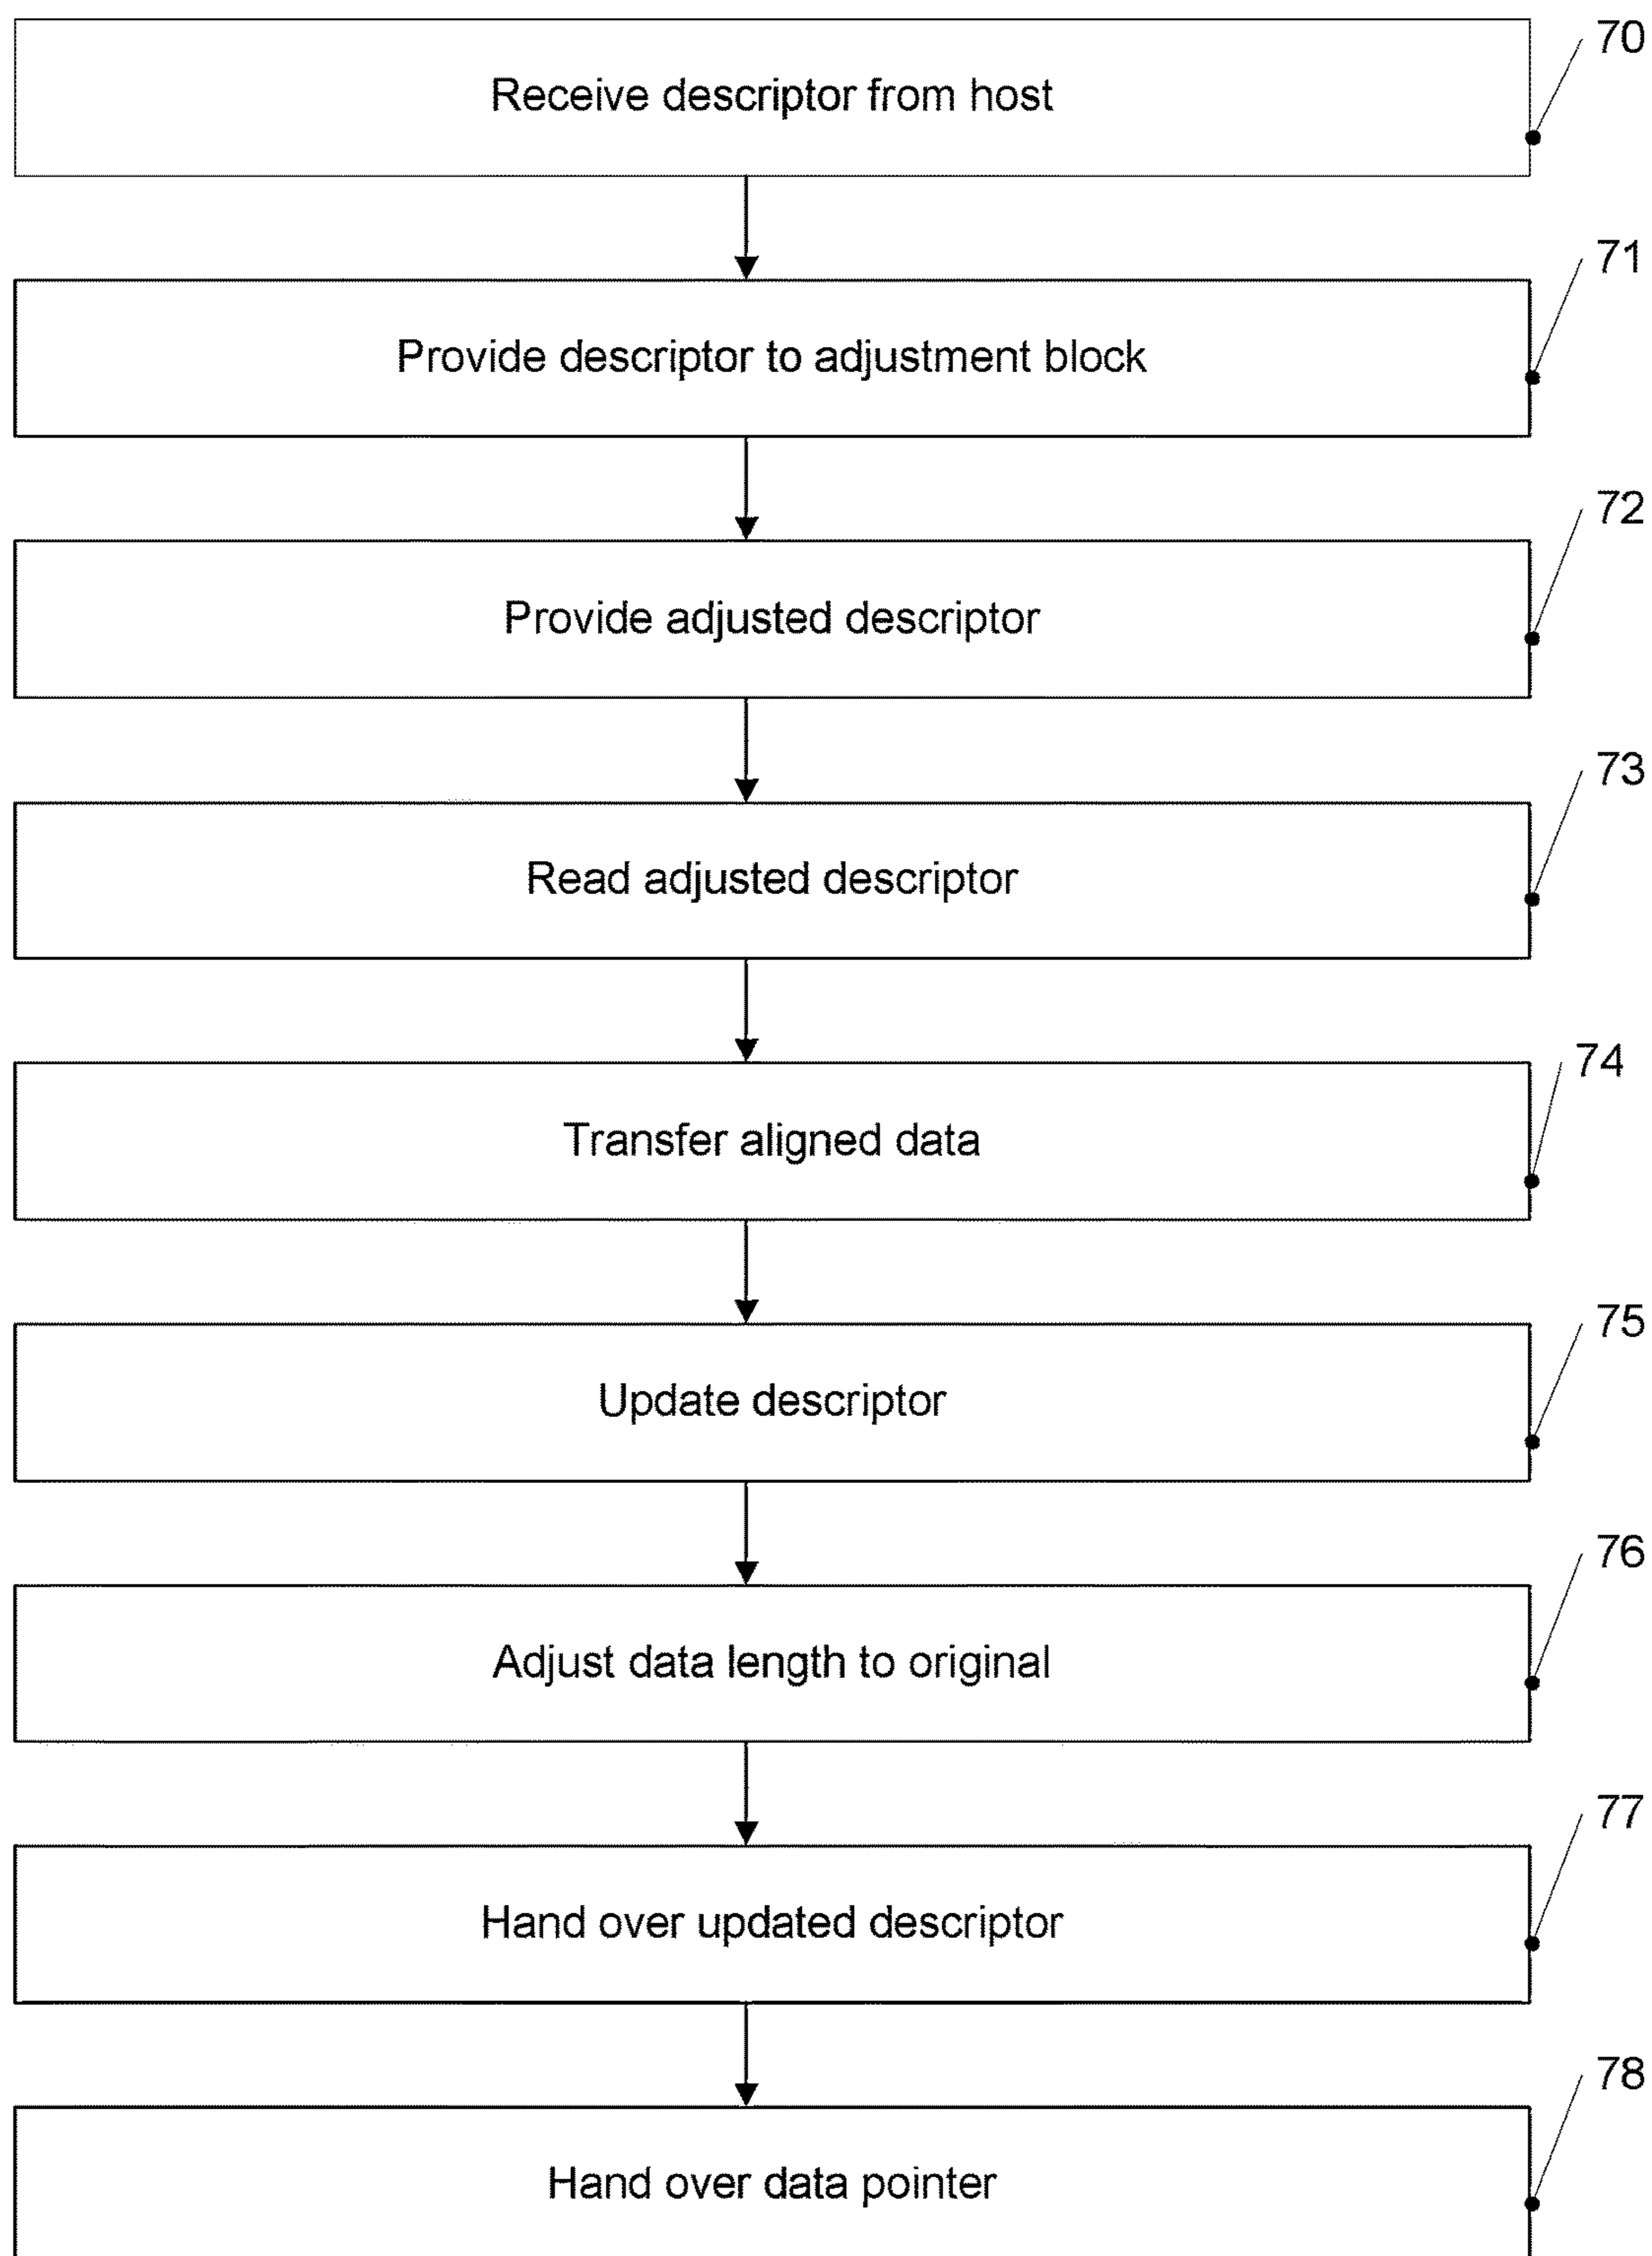 70
Receive descriptor from host
71
Provide descriptor to adjustment block
72
Provide adjusted descriptor
73
Read adjusted descriptor
74
Transfer aligned data
75
Update descriptor
76
Adjust data length to original
77
Hand over updated descriptor
78
Hand over data pointer